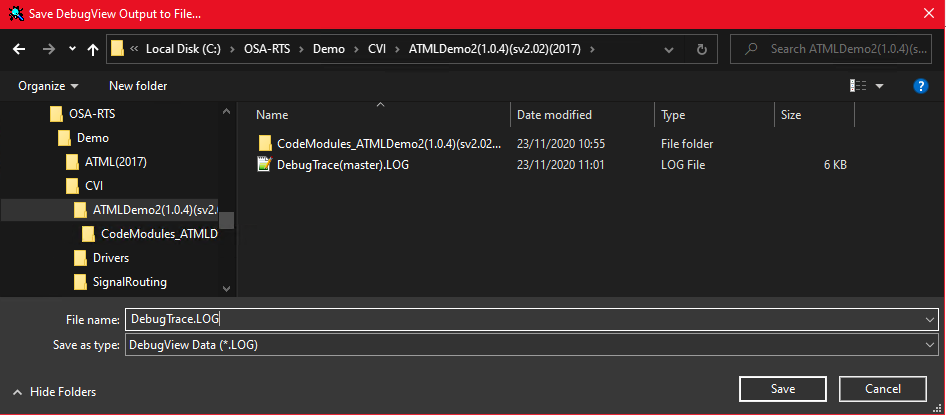 Save DebugView Output to File...
« Local Disk (C:) > OSA-RTS > Demo > CVI > ATMLDemo2(1.0.4)(sv2.02)(2017) >
Search ATMLDemo2(1.0.4)(s...
Organize
New folder
?
OSA-RTS
Demo
ATML(2017)
CVI
ATMLDemo2(1.0.4)(sv2.
CodeModules_ATMLD
Drivers
SignalRouting
Name Date modified Type Size
CodeModules_ATMLDemo2(1.0.4)(sv2.02... 23/11/2020 10:55 File folder
DebugTrace(master).LOG 23/11/2020 11:01 LOG File 6 KB
File name: DebugTrace.LOG
Save as type: DebugView Data (*.LOG)
Hide Folders
Save
Cancel